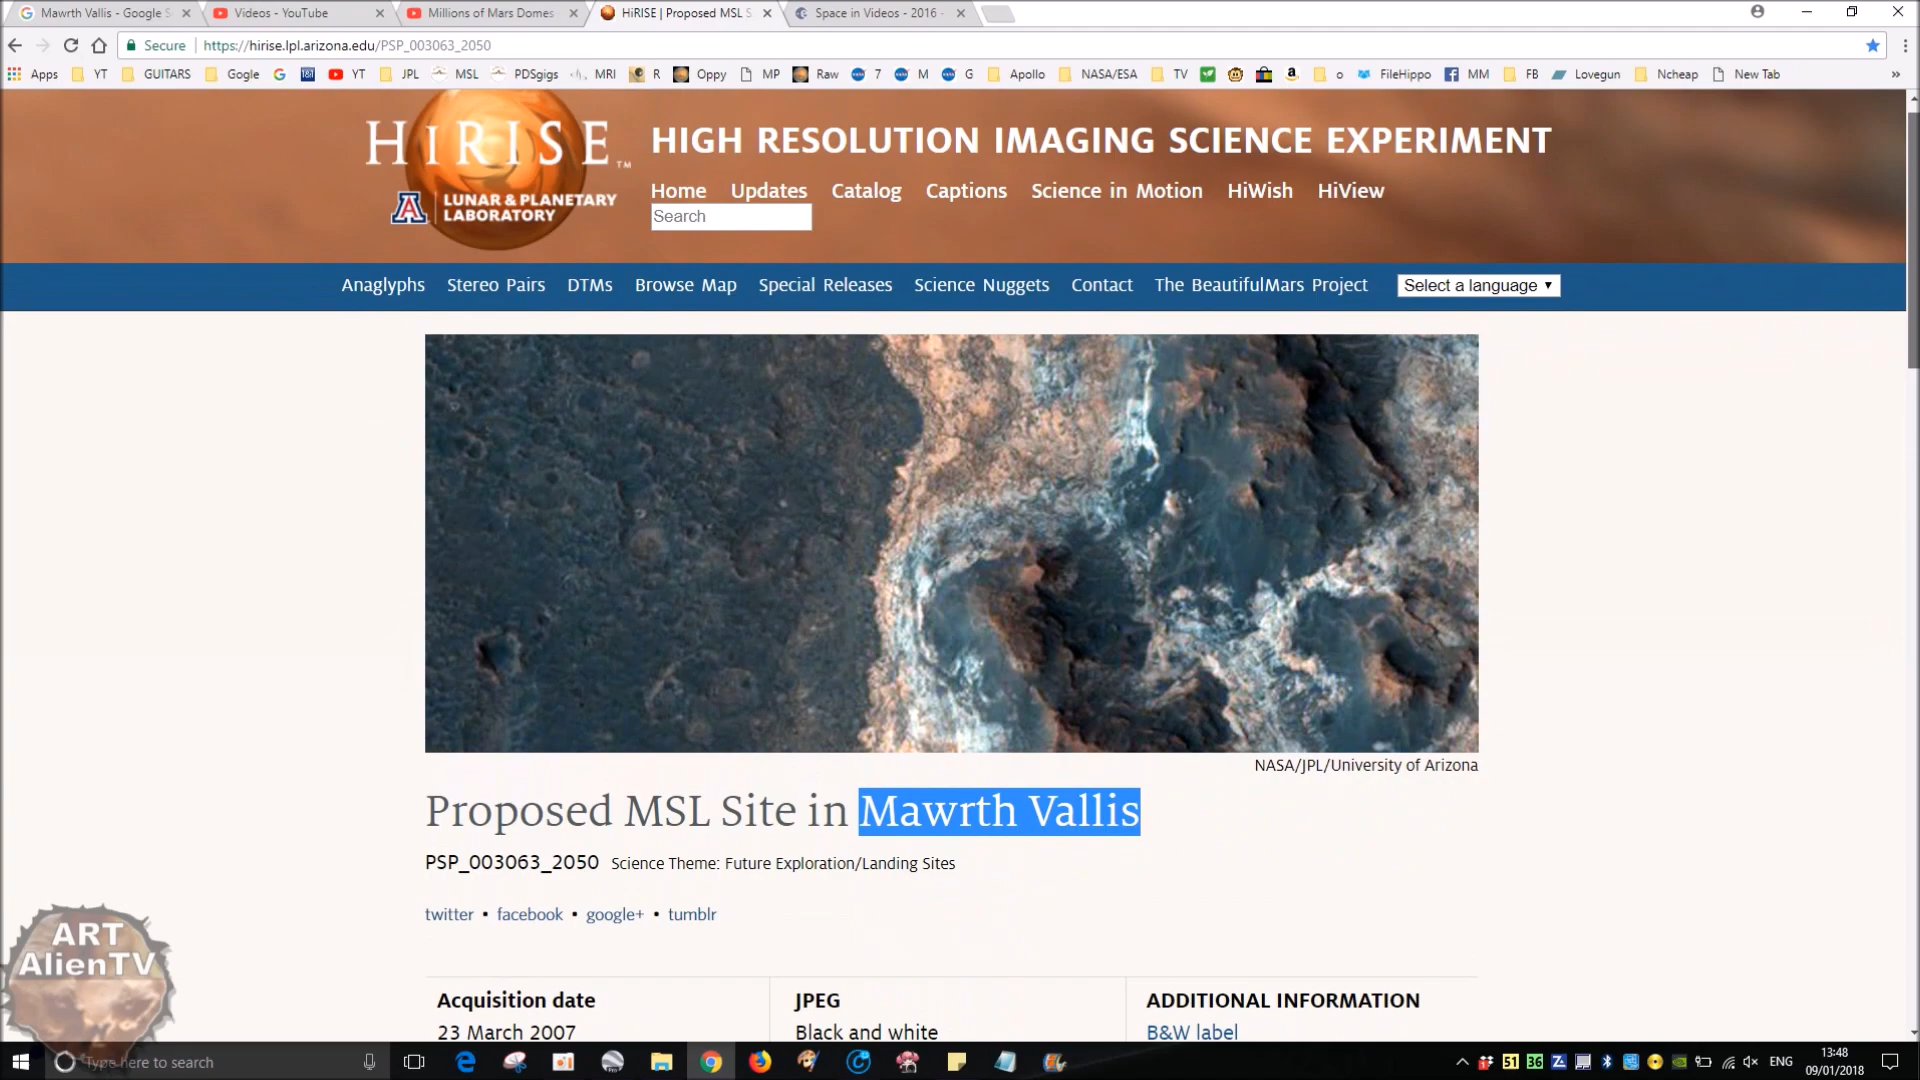 Mawrth Vallis - Google S
Videos - YouTube
Millions of Mars Domes
HiRISE | Proposed MSL S
Space in Videos - 2016 -
Secure
https://hirise.lpl.arizona.edu/PSP_003063_2050
Apps YT GUITARS Gogle YT JPL MSL PDSgigs MRI R Oppy MP Raw 7 M G Apollo NASA/ESA TV o FileHippo MM FB Lovegun Ncheap New Tab »
HiRISE™
LUNAR & PLANETARY
LABORATORY
HIGH RESOLUTION IMAGING SCIENCE EXPERIMENT
Home Updates Catalog Captions Science in Motion HiWish HiView
Search
Anaglyphs Stereo Pairs DTMs Browse Map Special Releases Science Nuggets Contact The BeautifulMars Project Select a language
NASA/JPL/University of Arizona
Proposed MSL Site in Mawrth Vallis
PSP_003063_2050 Science Theme: Future Exploration/Landing Sites
twitter • facebook • google+ • tumblr
Acquisition date
23 March 2007
JPEG
Black and white
ADDITIONAL INFORMATION
B&W label
ART
AlienTV
Type here to search
51 36 ENG
13:48
09/01/2018